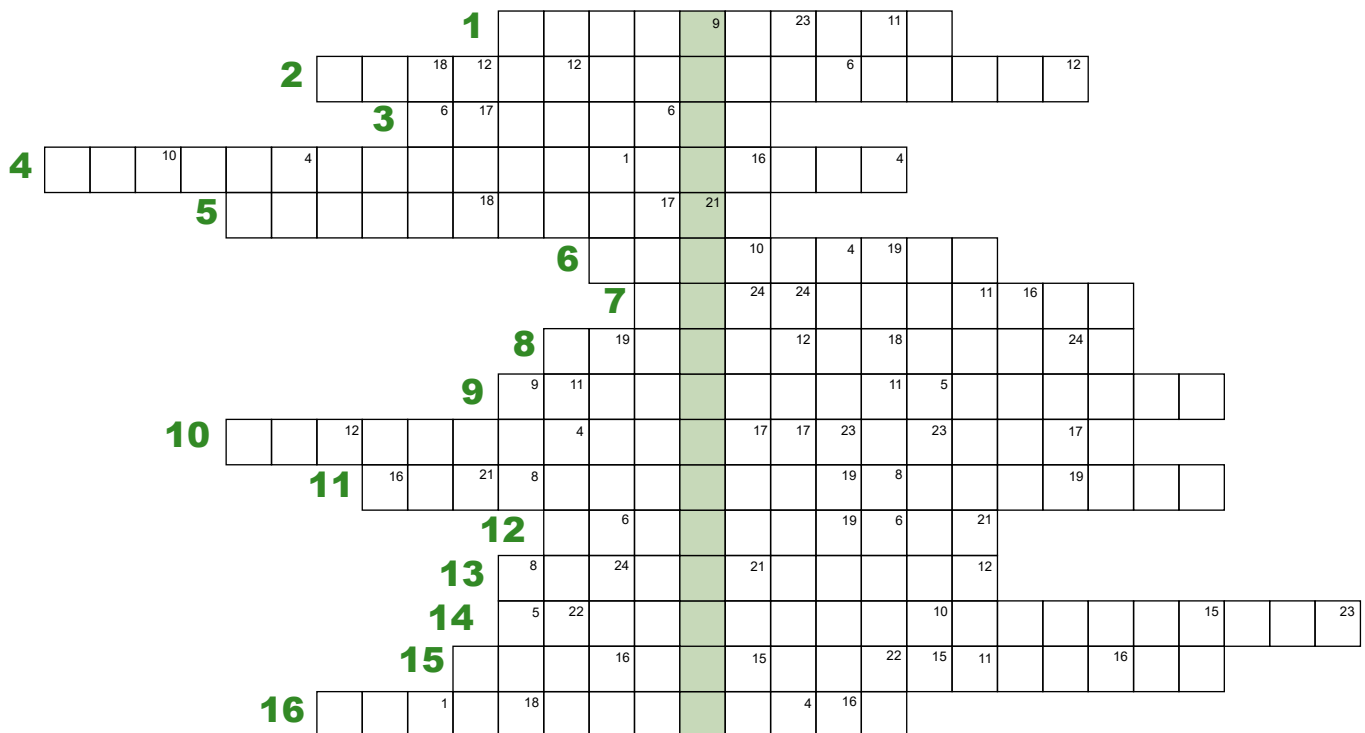 1 9 23 11
2 18 12 12 6 12
3 6 17 6
4 10 4 1 16 4
5 18 17 21
6 10 4 19
7 24 24 11 16
8 19 12 18 24
9 9 11 11 5
10 12 4 17 17 23 23 17
11 16 21 8 19 8 19
12 6 19 6 21
13 8 24 21 12
14 5 22 10 15 23
15 16 15 22 15 11 16
16 1 18 4 16